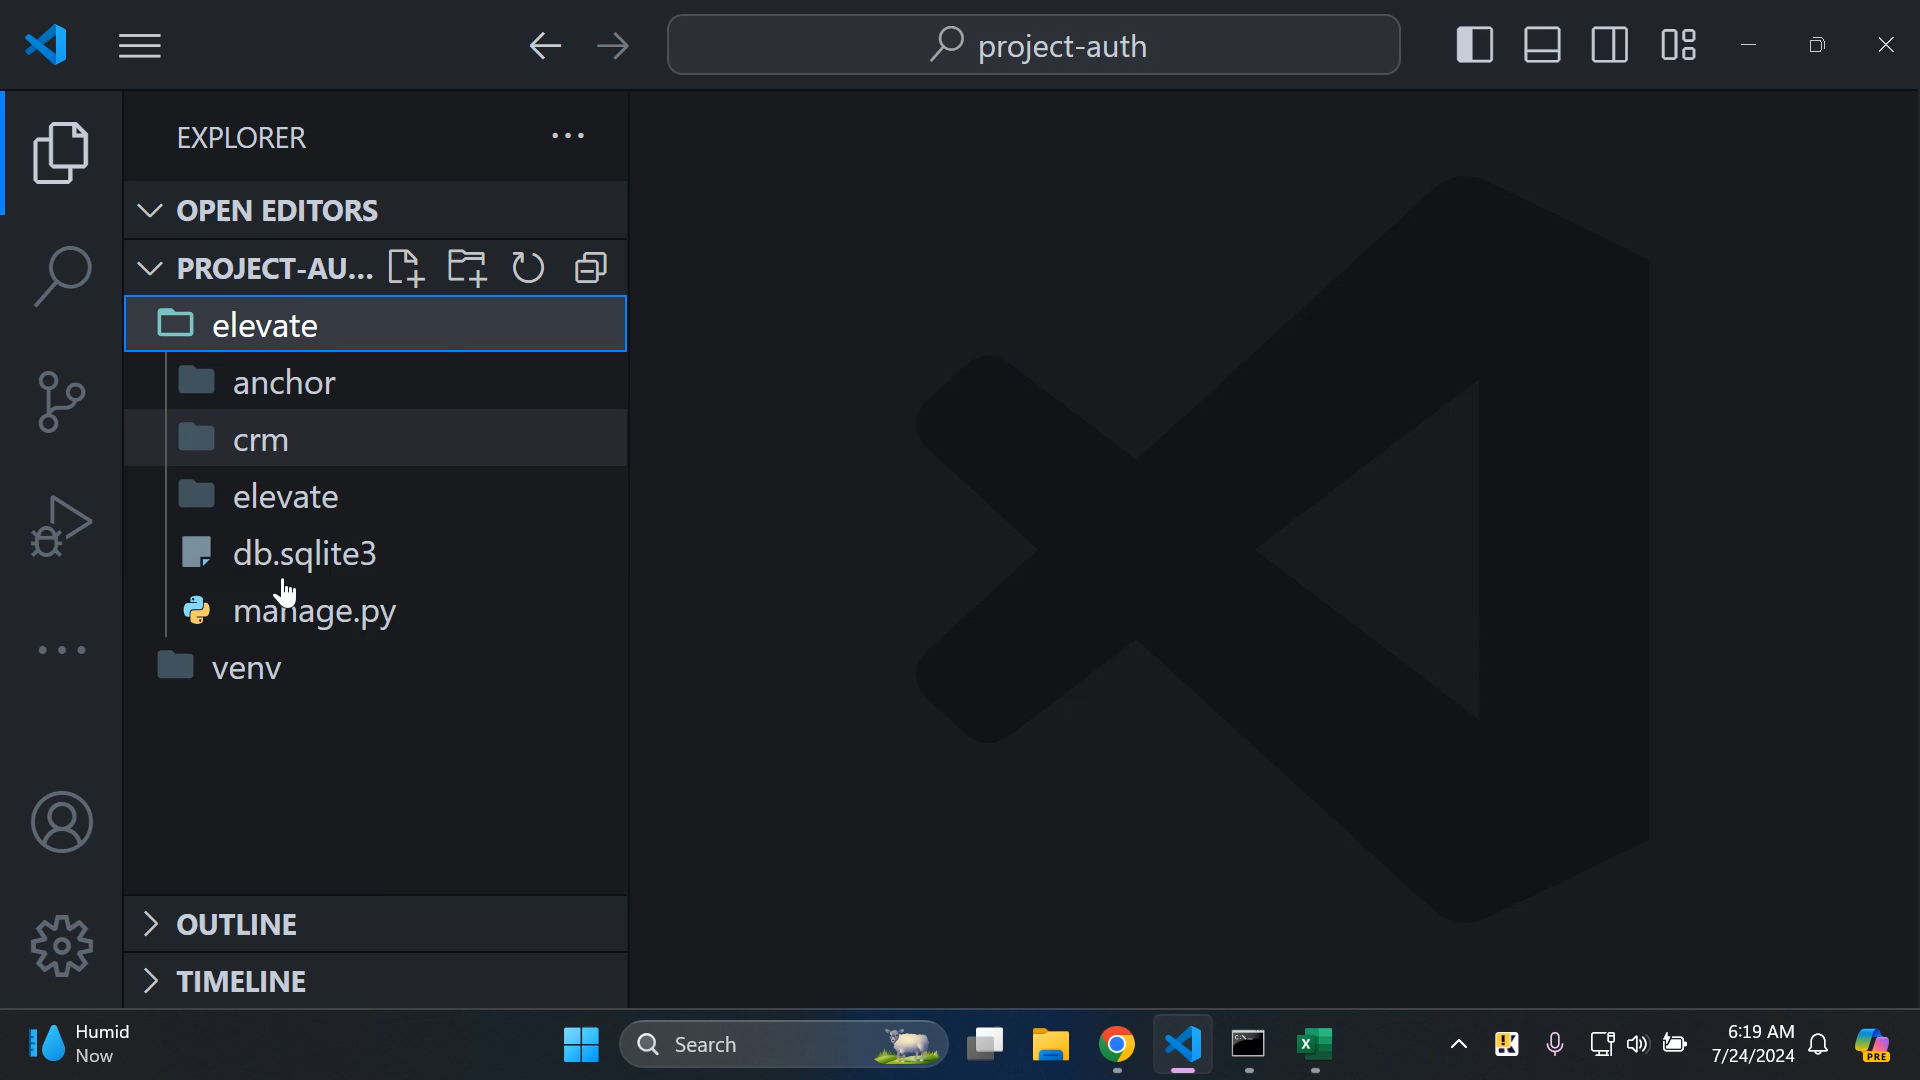 project-auth
EXPLORER
OPEN EDITORS
PROJECT-AU...
elevate
anchor
crm
elevate
db.sqlite3
manage.py
venv
OUTLINE
TIMELINE
Humid
Now
Search
6:19 AM
7/24/2024
PRE